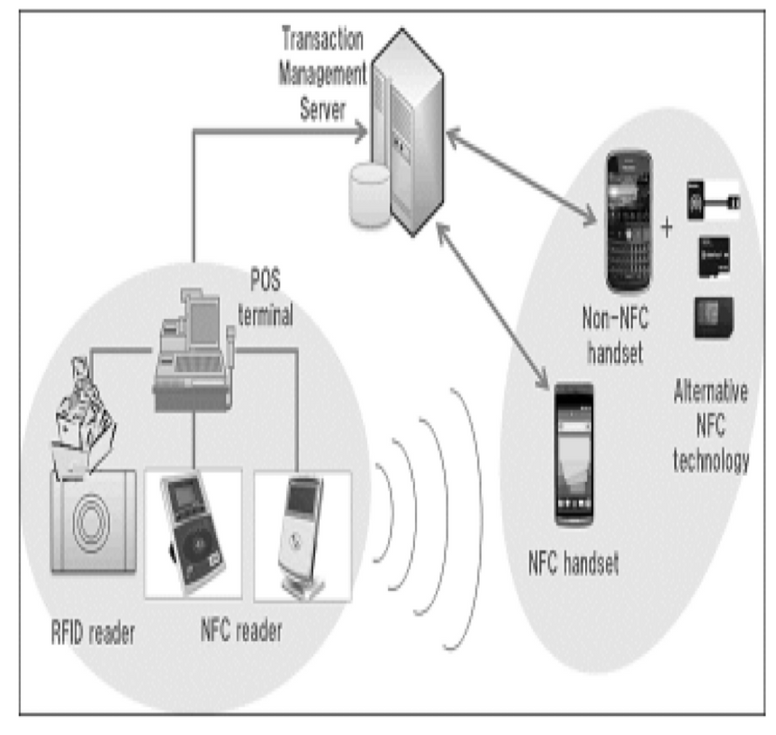 Transaction
Management
Server
POS
terminal
+
Non-NFC
handset
Alternative
NFC
technology
NFC handset
RFID reader
NFC reader